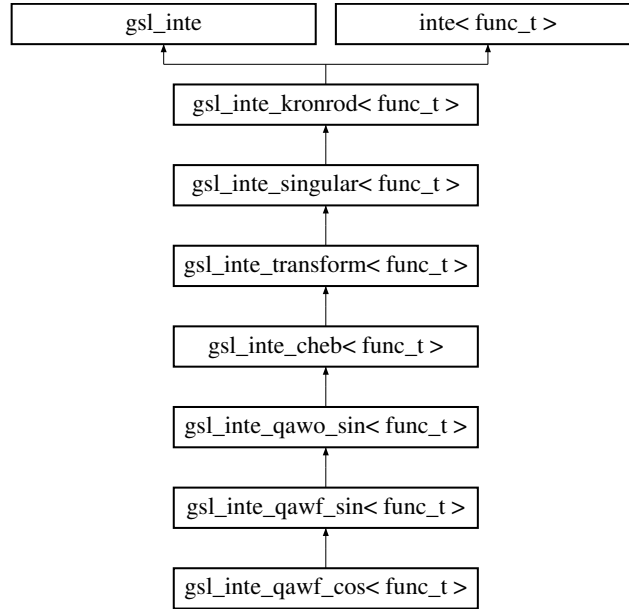 gsl_inte
inte< func_t >
gsl_inte_kronrod< func_t >
gsl_inte_singular< func_t >
gsl_inte_transform< func_t >
gsl_inte_cheb< func_t >
gsl_inte_qawo_sin< func_t >
gsl_inte_qawf_sin< func_t >
gsl_inte_qawf_cos< func_t >